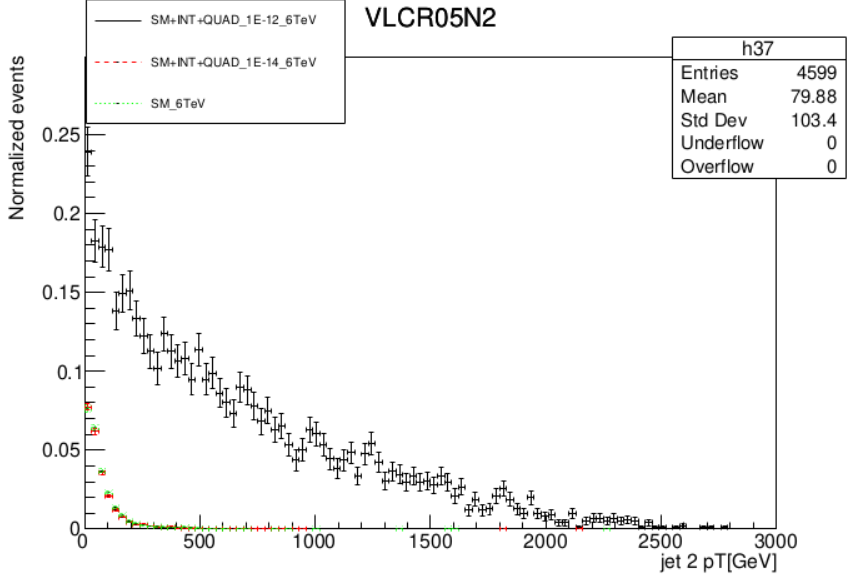 VLCR05N2
SM+INT+QUAD_1E-12_6TeV
SM+INT+QUAD_1E-14_6TeV
SM_6TeV
h37
Entries 4599
Mean 79.88
Std Dev 103.4
Underflow 0
Overflow 0
Normalized events
0.25
0.2
0.15
0.1
0.05
0
0 500 1000 1500 2000 2500 3000
jet 2 pT[GeV]